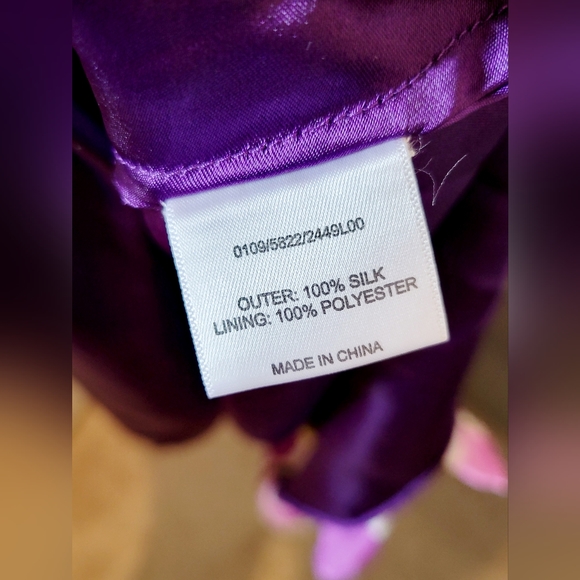 0109/5822/2449L00
OUTER: 100% SILK
LINING: 100% POLYESTER
MADE IN CHINA